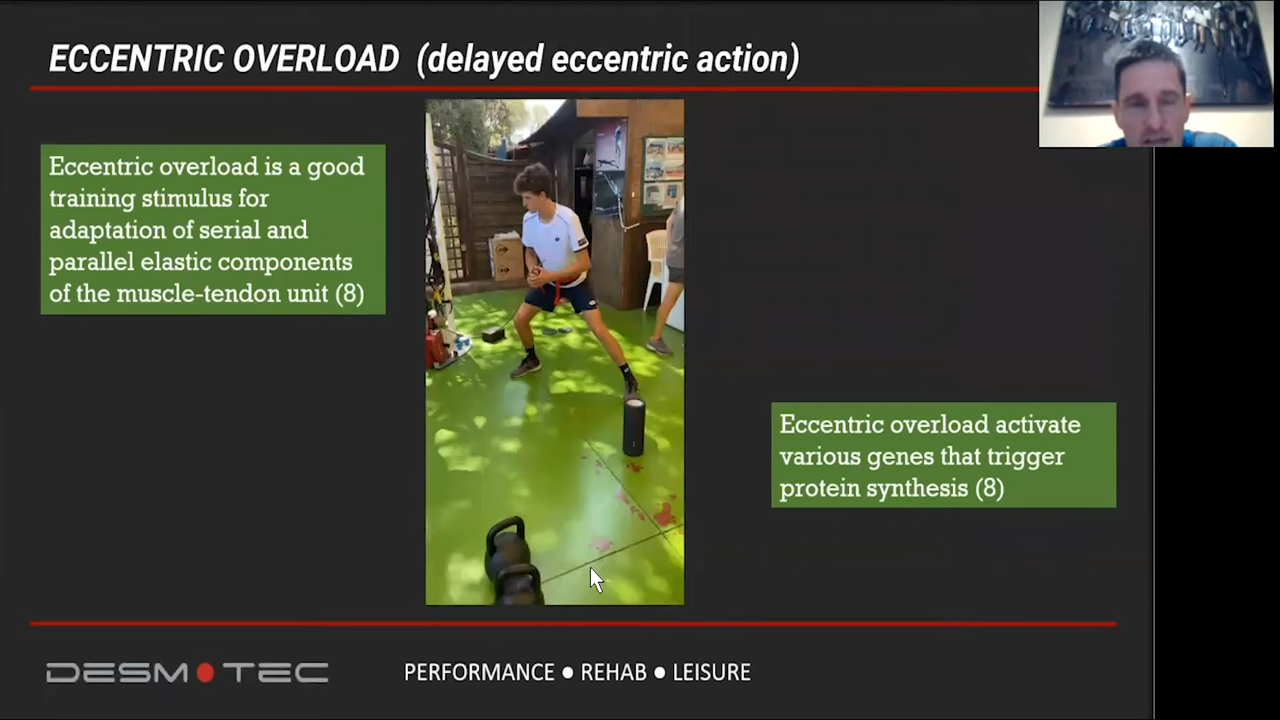 ECCENTRIC OVERLOAD (delayed eccentric action)
Eccentric overload is a good
training stimulus for
adaptation of serial and
parallel elastic components
of the muscle-tendon unit (8)
Eccentric overload activate
various genes that trigger
protein synthesis (8)
DESMOTEC
PERFORMANCE ● REHAB ● LEISURE